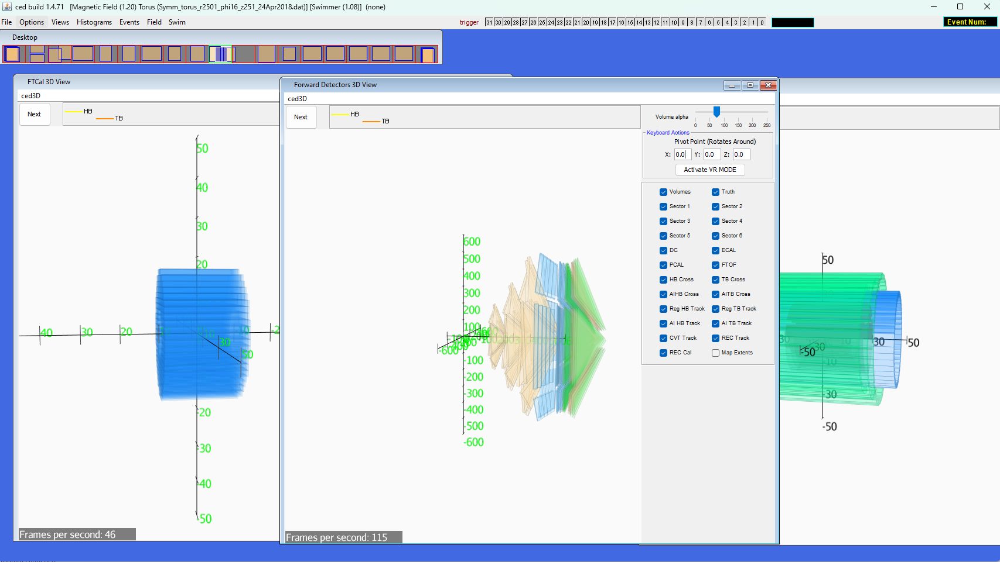 ced build 1.4.71   [Magnetic Field (1.20) Torus (Symm_torus_r2501_phi16_z251_24Apr2018.dat)] [Swimmer (1.08)]  (none)
File Options Views Histograms Events Field Swim
trigger 31 30 29 28 27 26 25 24 23 22 21 20 19 18 17 16 15 14 13 12 11 10 9 8 7 6 5 4 3 2 1 0
Event Num:
Desktop
FTCal 3D View
ced3D
Next
HB
TB
50
40
30
20
40 30 20 10 -2
30
50
-20
-30
-40
-50
Frames per second: 46
Forward Detectors 3D View
ced3D
Next
HB
TB
600
500
400
300
200
100
-600
-100
-200
-300
-400
-500
-600
Frames per second: 115
Volume alpha
0 50 100 150 200 250
Keyboard Actions
Pivot Point (Rotates Around)
X: 0.0 Y: 0.0 Z: 0.0
Activate VR MODE
Volumes Truth
Sector 1 Sector 2
Sector 3 Sector 4
Sector 5 Sector 6
DC ECAL
PCAL FTOF
HB Cross TB Cross
AIHB Cross AITB Cross
Reg HB Track Reg TB Track
AI HB Track AI TB Track
CVT Track REC Track
REC Cal Map Extents
50
30 50
-50
-30
-10
-30
-50